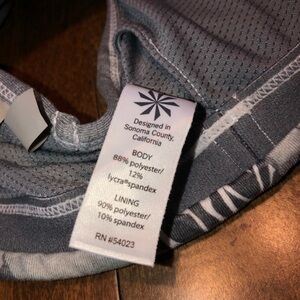 Designed in
Sonoma County,
California
BODY
88% polyester/
12%
lycra®spandex
LINING
90% polyester/
10% spandex
RN #54023